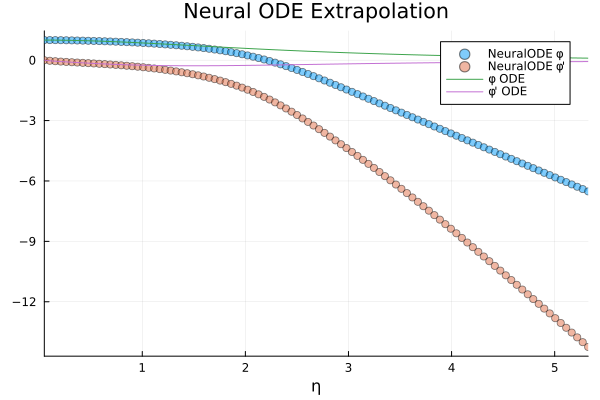 Neural ODE Extrapolation
NeuralODE φ
NeuralODE φ'
φ ODE
φ' ODE
0
−3
−6
−9
−12
1 2 3 4 5
η